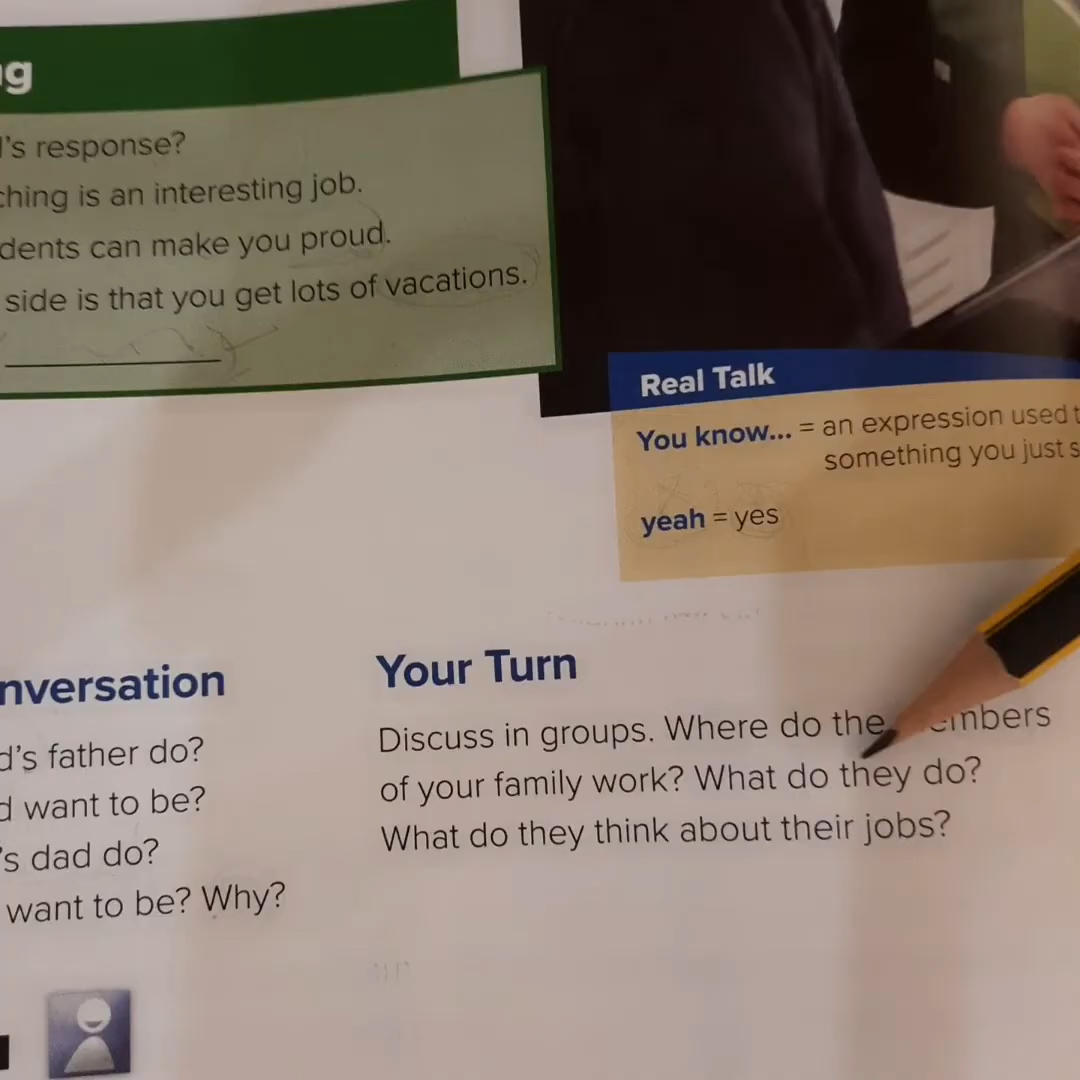 's response?
ching is an interesting job.
dents can make you proud.
side is that you get lots of vacations.
Real Talk
You know... = an expression used
something you just
yeah = yes
nversation
d's father do?
want to be?
's dad do?
want to be? Why?
Your Turn
Discuss in groups. Where do the
of your family work? What do they do?
What do they think about their jobs?